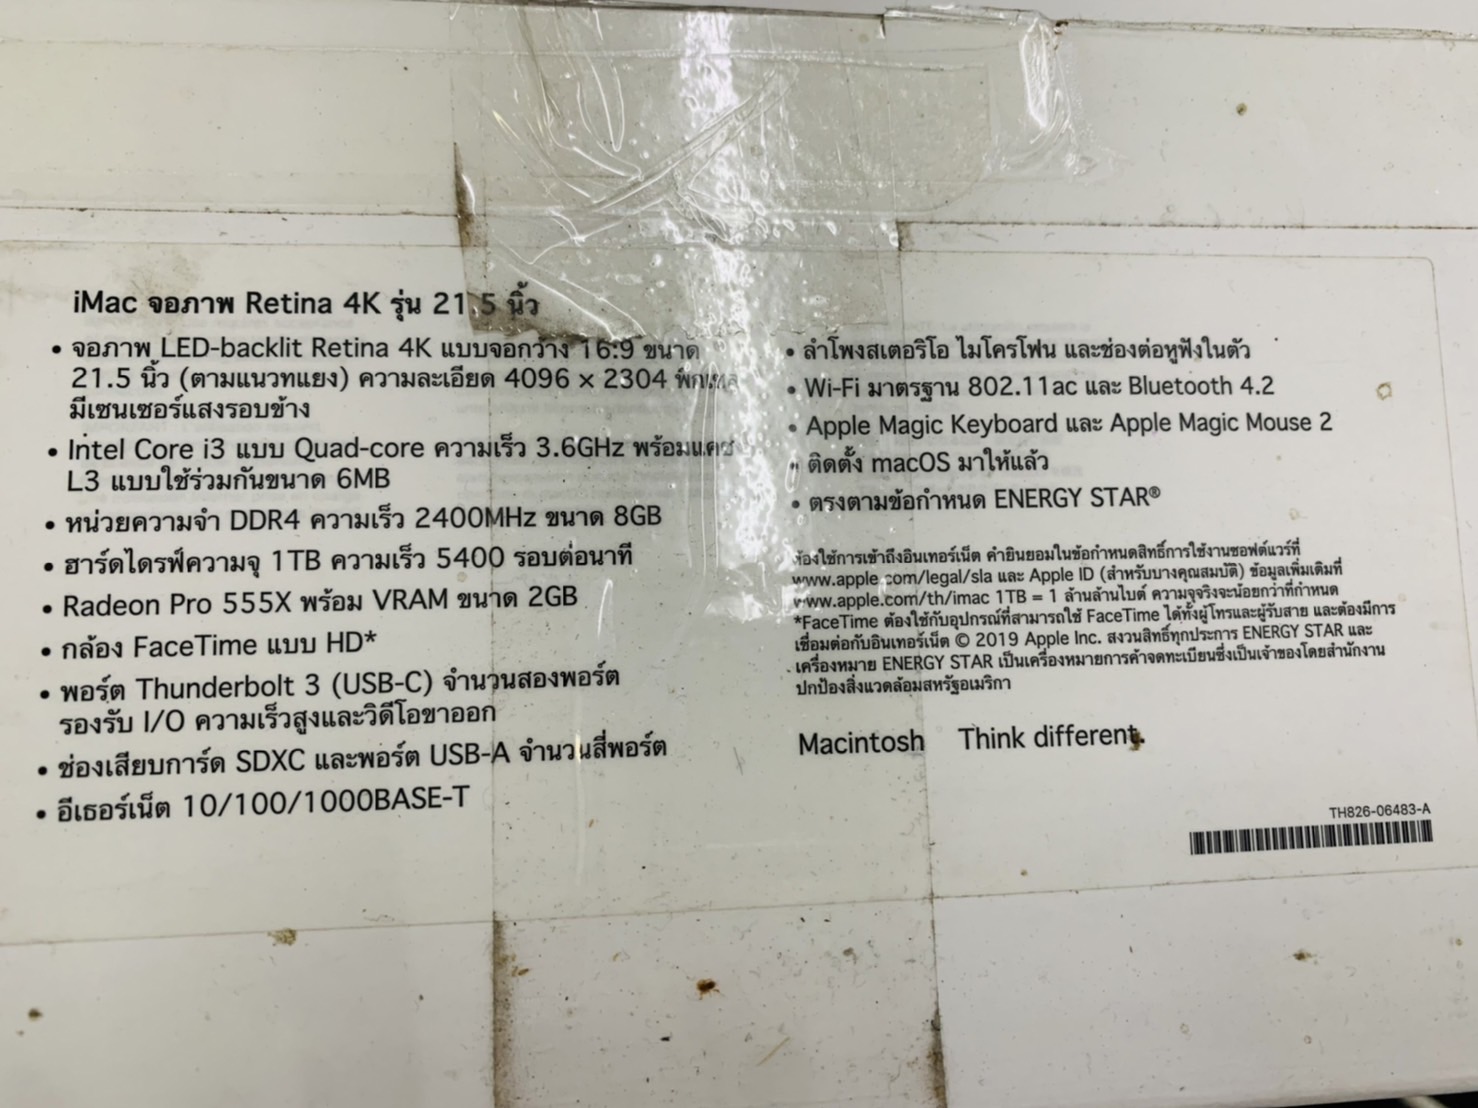 iMac จอภาพ Retina 4K รุ่น 21.5 นิ้ว
• จอภาพ LED-backlit Retina 4K แบบจอกว้าง 16:9 ขนาด
21.5 นิ้ว (ตามแนวทแยง) ความละเอียด 4096 × 2304 พิกเซล
มีเซนเซอร์แสงรอบข้าง
• Intel Core i3 แบบ Quad-core ความเร็ว 3.6GHz พร้อมแคช
L3 แบบใช้ร่วมกันขนาด 6MB
• หน่วยความจำ DDR4 ความเร็ว 2400MHz ขนาด 8GB
• ฮาร์ดไดรฟ์ความจุ 1TB ความเร็ว 5400 รอบต่อนาที
• Radeon Pro 555X พร้อม VRAM ขนาด 2GB
• กล้อง FaceTime แบบ HD*
• พอร์ต Thunderbolt 3 (USB-C) จำนวนสองพอร์ต
รองรับ I/O ความเร็วสูงและวิดีโอขาออก
• ช่องเสียบการ์ด SDXC และพอร์ต USB-A จำนวนสี่พอร์ต
• อีเธอร์เน็ต 10/100/1000BASE-T
• ลำโพงสเตอริโอ ไมโครโฟน และช่องต่อหูฟังในตัว
• Wi-Fi มาตรฐาน 802.11ac และ Bluetooth 4.2
• Apple Magic Keyboard และ Apple Magic Mouse 2
• ติดตั้ง macOS มาให้แล้ว
• ตรงตามข้อกำหนด ENERGY STAR®
ต้องใช้การเข้าถึงอินเทอร์เน็ต คำยินยอมในข้อกำหนดสิทธิ์การใช้งานซอฟต์แวร์ที่
www.apple.com/legal/sla และ Apple ID (สำหรับบางคุณสมบัติ) ข้อมูลเพิ่มเติมที่
www.apple.com/th/imac 1TB = 1 ล้านล้านไบต์ ความจุจริงจะน้อยกว่าที่กำหนด
*FaceTime ต้องใช้กับอุปกรณ์ที่สามารถใช้ FaceTime ได้ทั้งผู้โทรและผู้รับสาย และต้องมีการ
เชื่อมต่อกับอินเทอร์เน็ต © 2019 Apple Inc. สงวนสิทธิ์ทุกประการ ENERGY STAR และ
เครื่องหมาย ENERGY STAR เป็นเครื่องหมายการค้าจดทะเบียนซึ่งเป็นเจ้าของโดยสำนักงาน
ปกป้องสิ่งแวดล้อมสหรัฐอเมริกา
Macintosh Think different.
TH826-06483-A